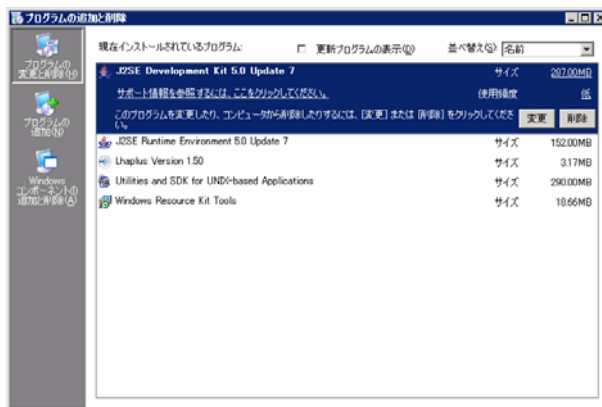 プログラムの追加と削除
現在インストールされているプログラム:
更新プログラムの表示(D)
並べ替え(S): 名前
プログラムの
変更と削除(H)
プログラムの
追加(N)
Windows
コンポーネントの
追加と削除(A)
J2SE Development Kit 5.0 Update 7 サイズ 207.00MB
サポート情報を参照するには、ここをクリックしてください。 使用頻度 低
このプログラムを変更したり、コンピュータから削除したりするには、[変更] または [削除] をクリックしてくださ
い。
変更 削除
J2SE Runtime Environment 5.0 Update 7 サイズ 152.00MB
Lhaplus Version 1.50 サイズ 3.17MB
Utilities and SDK for UNIX-based Applications サイズ 290.00MB
Windows Resource Kit Tools サイズ 18.66MB